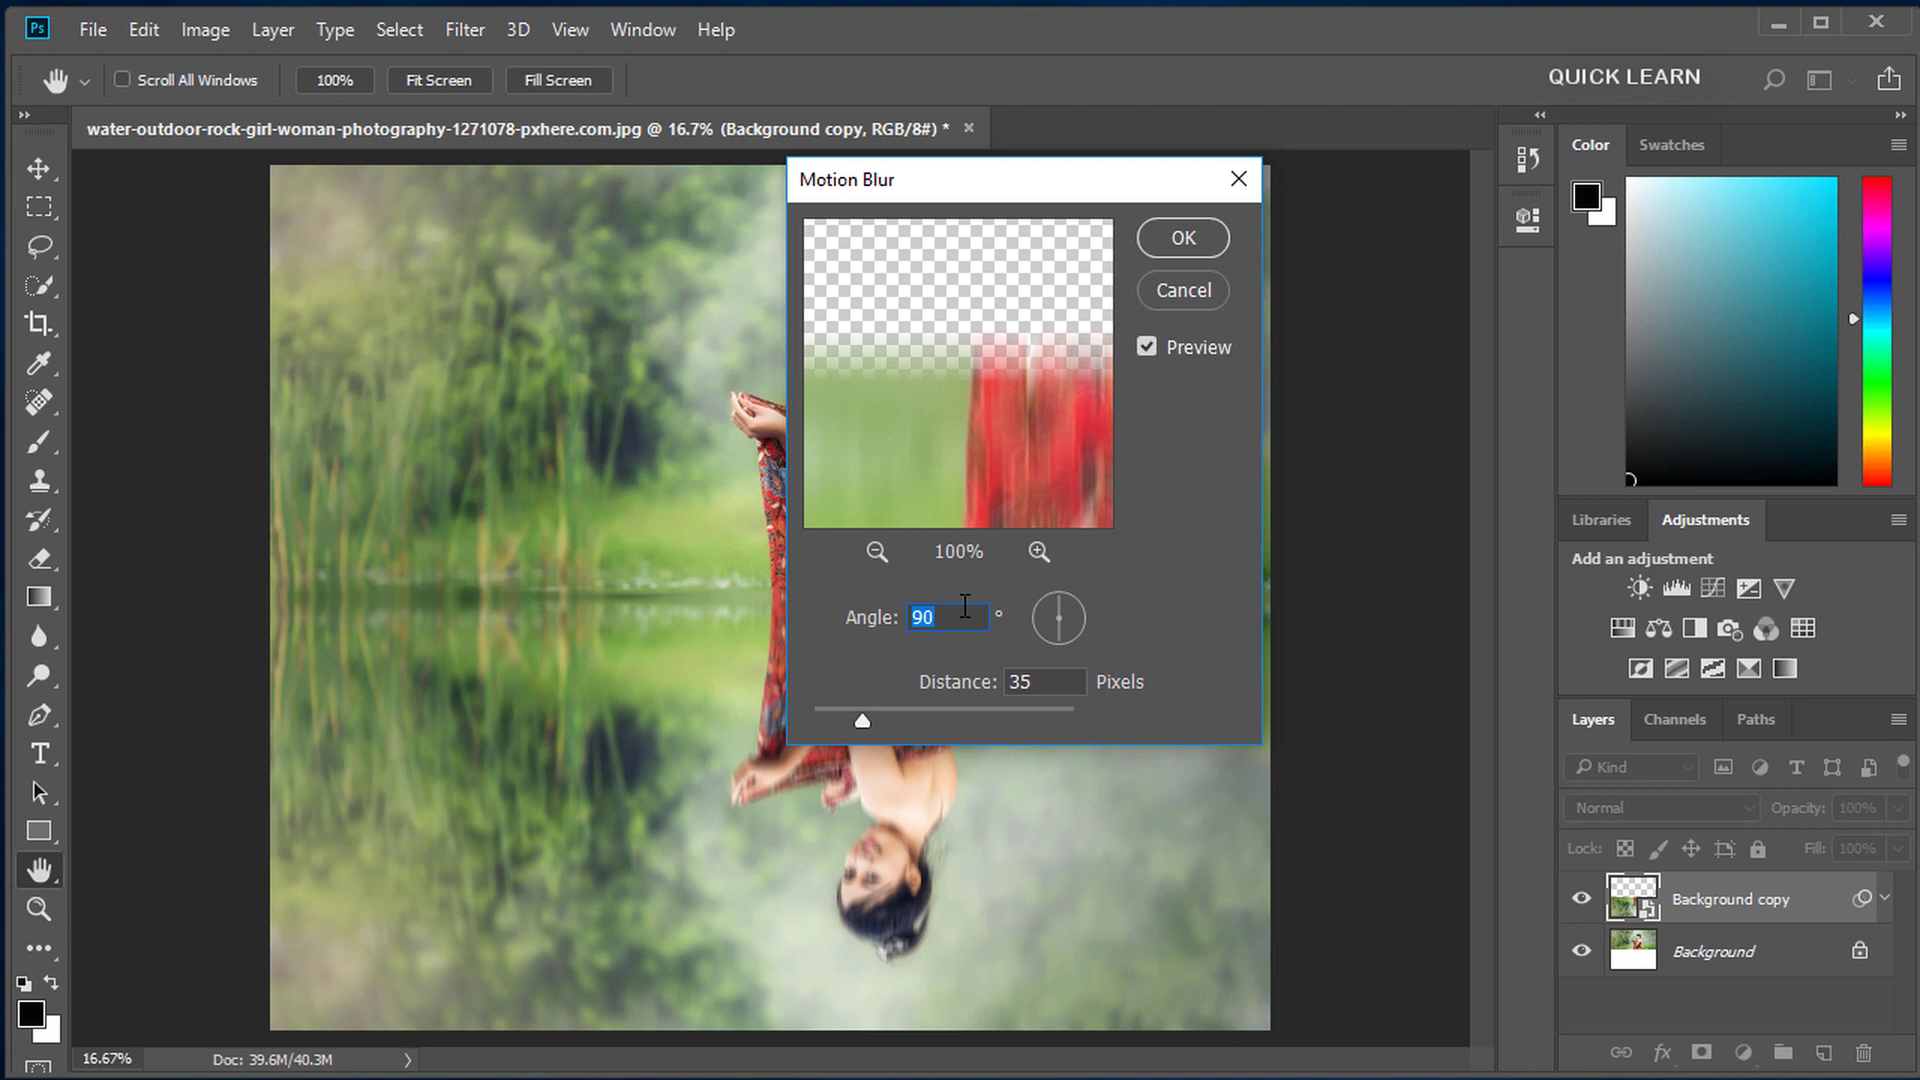 Ps File Edit Image Layer Type Select Filter 3D View Window Help
Scroll All Windows 100% Fit Screen Fill Screen QUICK LEARN
water-outdoor-rock-girl-woman-photography-1271078-pxhere.com.jpg @ 16.7% (Background copy, RGB/8#) *
Motion Blur
OK
Cancel
Preview
100%
Angle: 90 °
Distance: 35 Pixels
Color Swatches
Libraries Adjustments
Add an adjustment
Layers Channels Paths
Kind
Normal Opacity: 100%
Lock: Fill: 100%
Background copy
Background
fx
16.67% Doc: 39.6M/40.3M